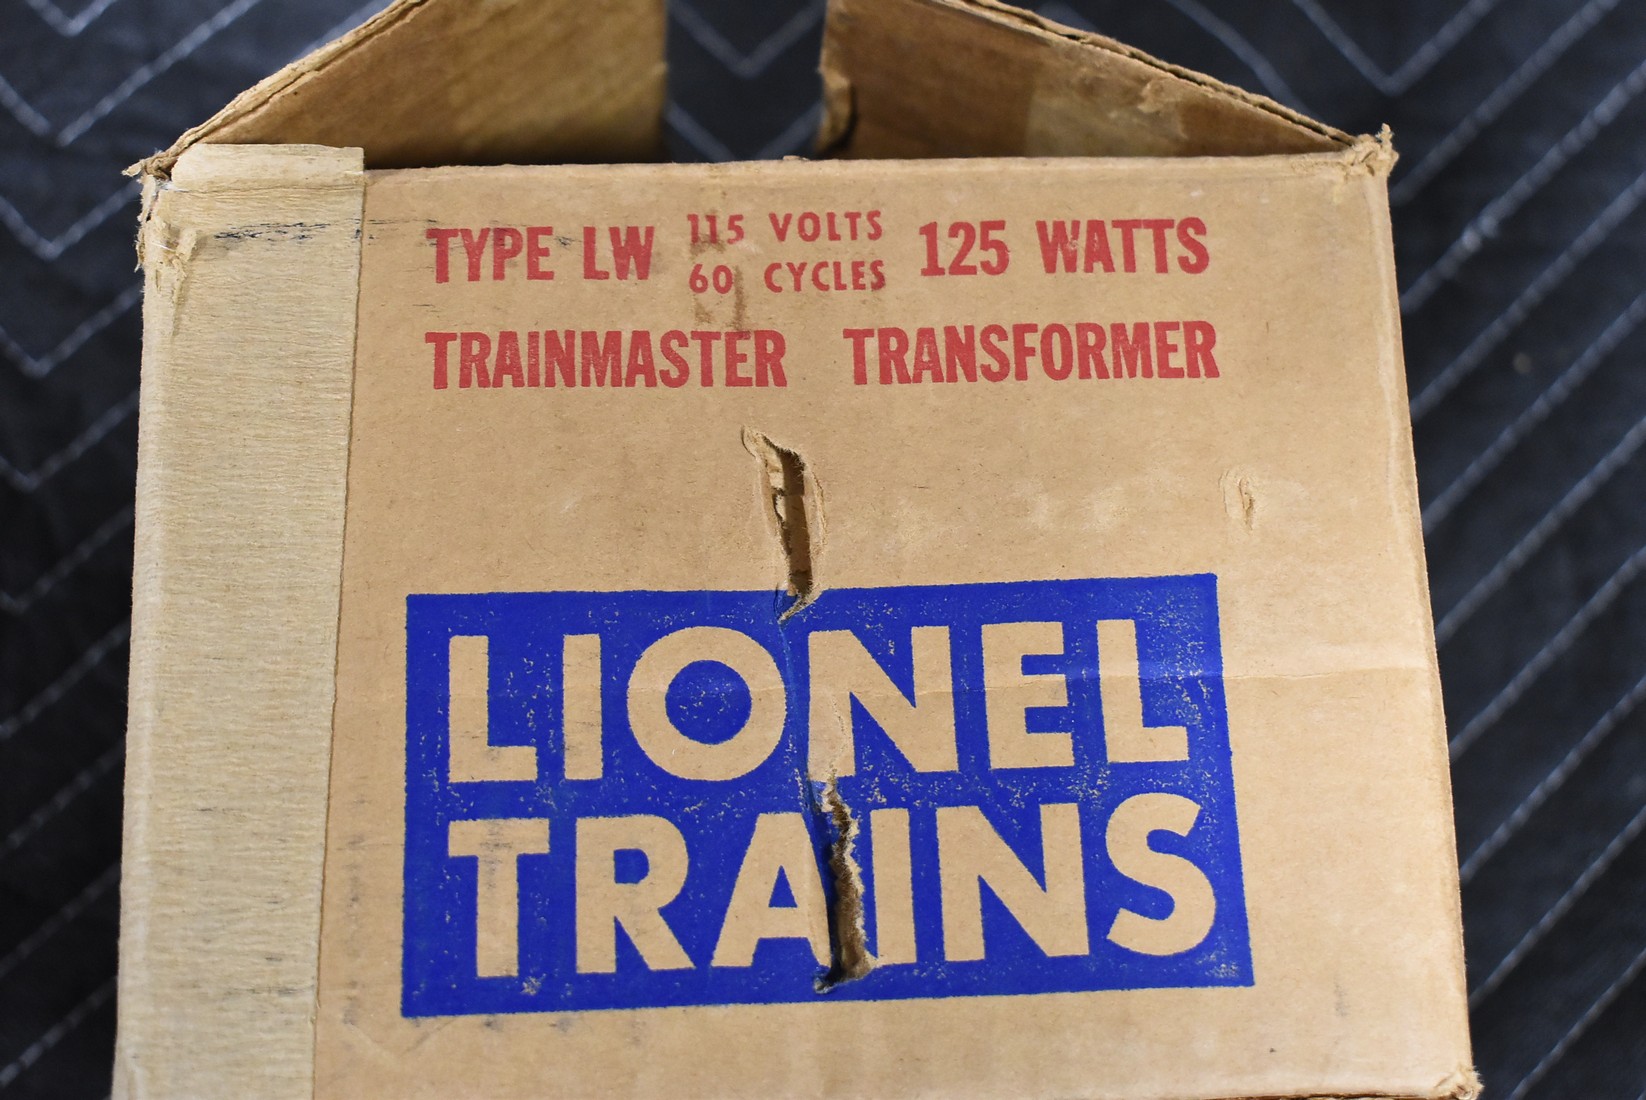 TYPE LW 115 VOLTS 125 WATTS
60 CYCLES
TRAINMASTER TRANSFORMER
LIONEL
TRAINS